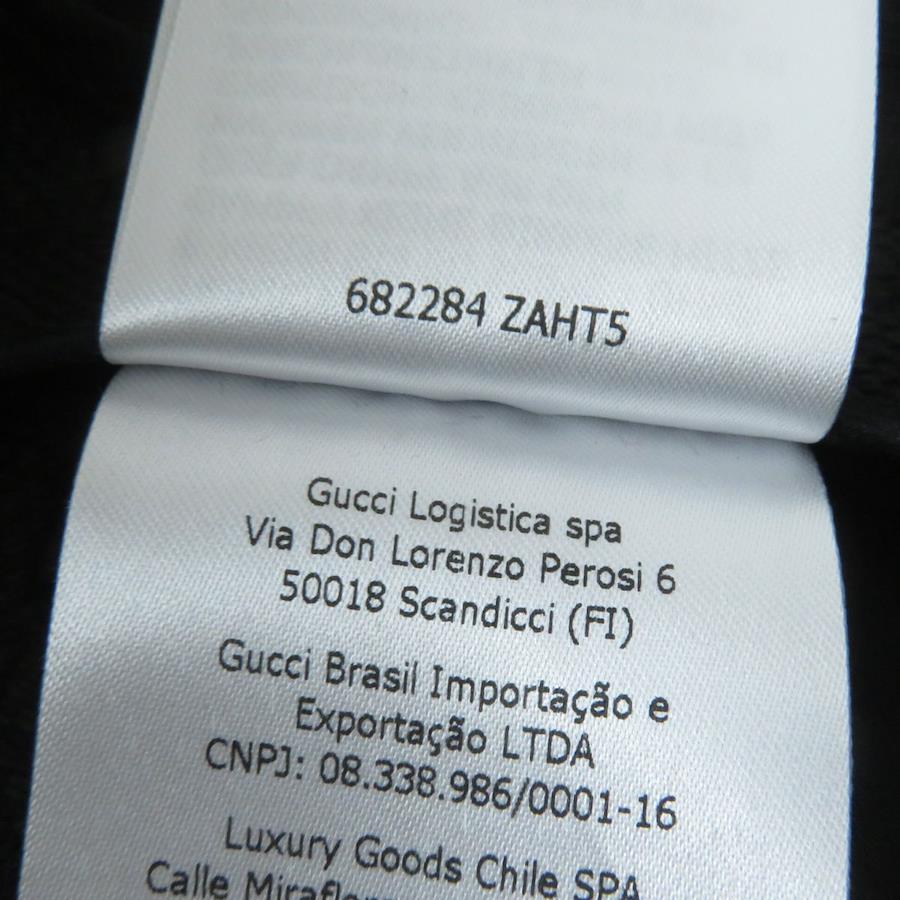 682284 ZAHT5
Gucci Logistica spa
Via Don Lorenzo Perosi 6
50018 Scandicci (FI)
Gucci Brasil Importação e
Exportação LTDA
CNPJ: 08.338.986/0001-16
Luxury Goods Chile SPA
Calle